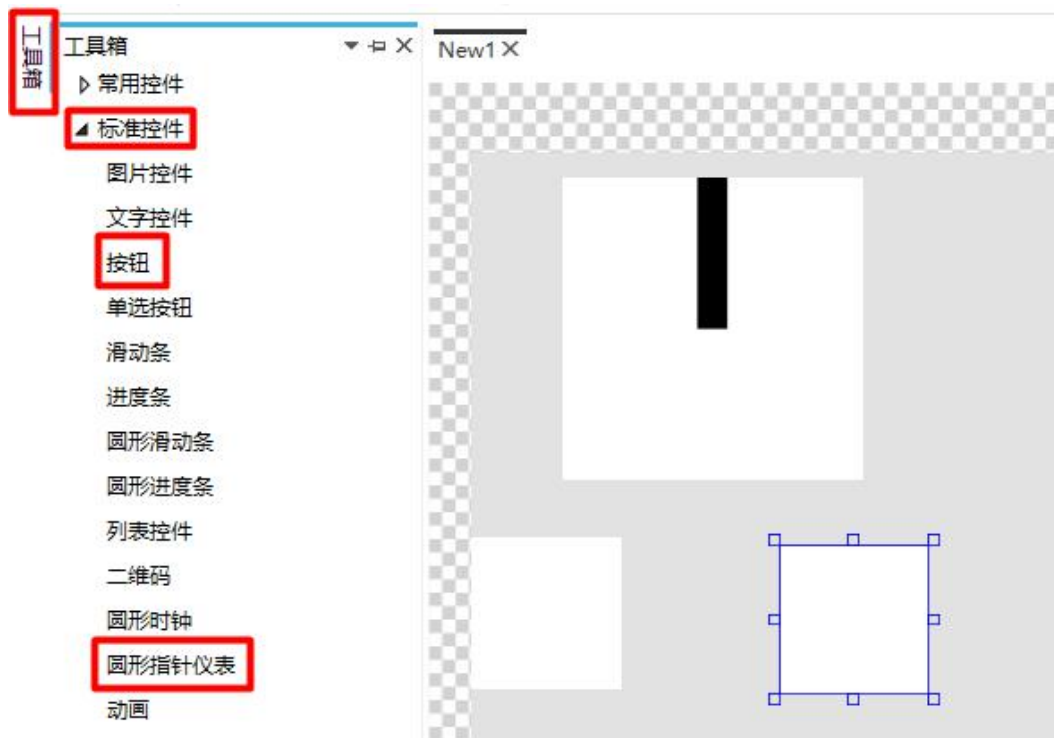 工具箱
工具箱
New1
常用控件
标准控件
图片控件
文字控件
按钮
单选按钮
滑动条
进度条
圆形滑动条
圆形进度条
列表控件
二维码
圆形时钟
圆形指针仪表
动画